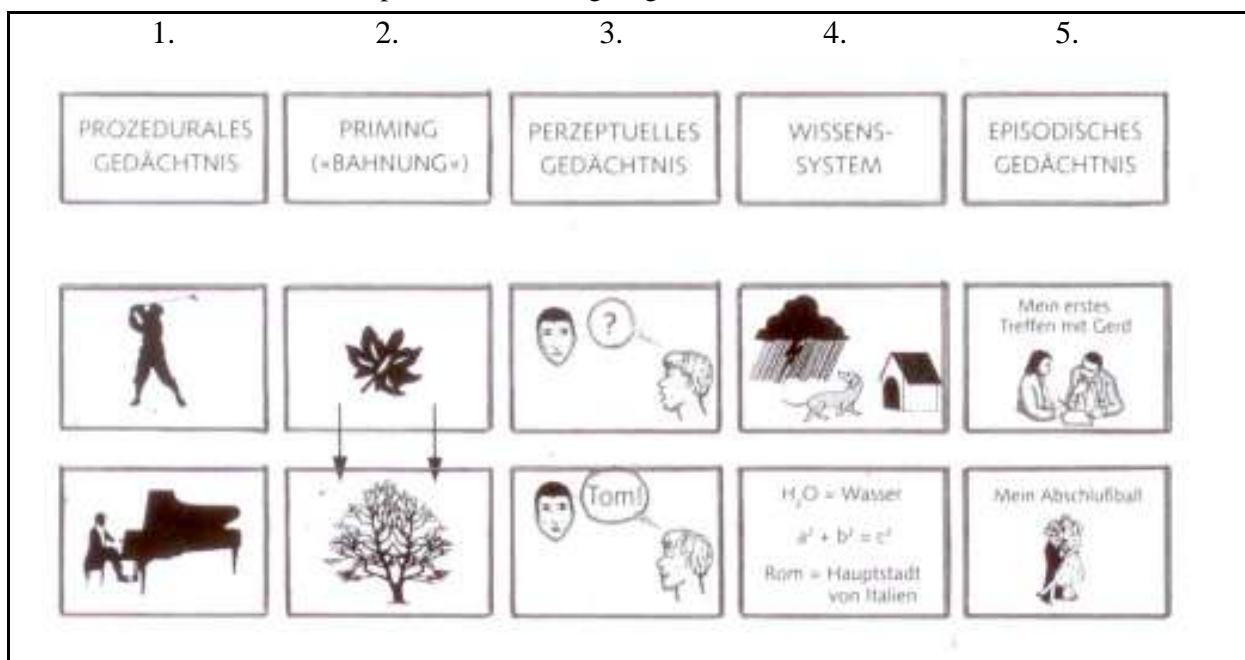 1. 2. 3. 4. 5.
PROZEDURALES
GEDÄCHTNIS
PRIMING
(»BAHNUNG«)
PERZEPTUELLES
GEDÄCHTNIS
WISSENS-
SYSTEM
EPISODISCHES
GEDÄCHTNIS
?
Mein erstes
Treffen mit Gerd
Tom!
H₂O = Wasser
a² + b² = c²
Rom = Hauptstadt
von Italien
Mein Abschlußball